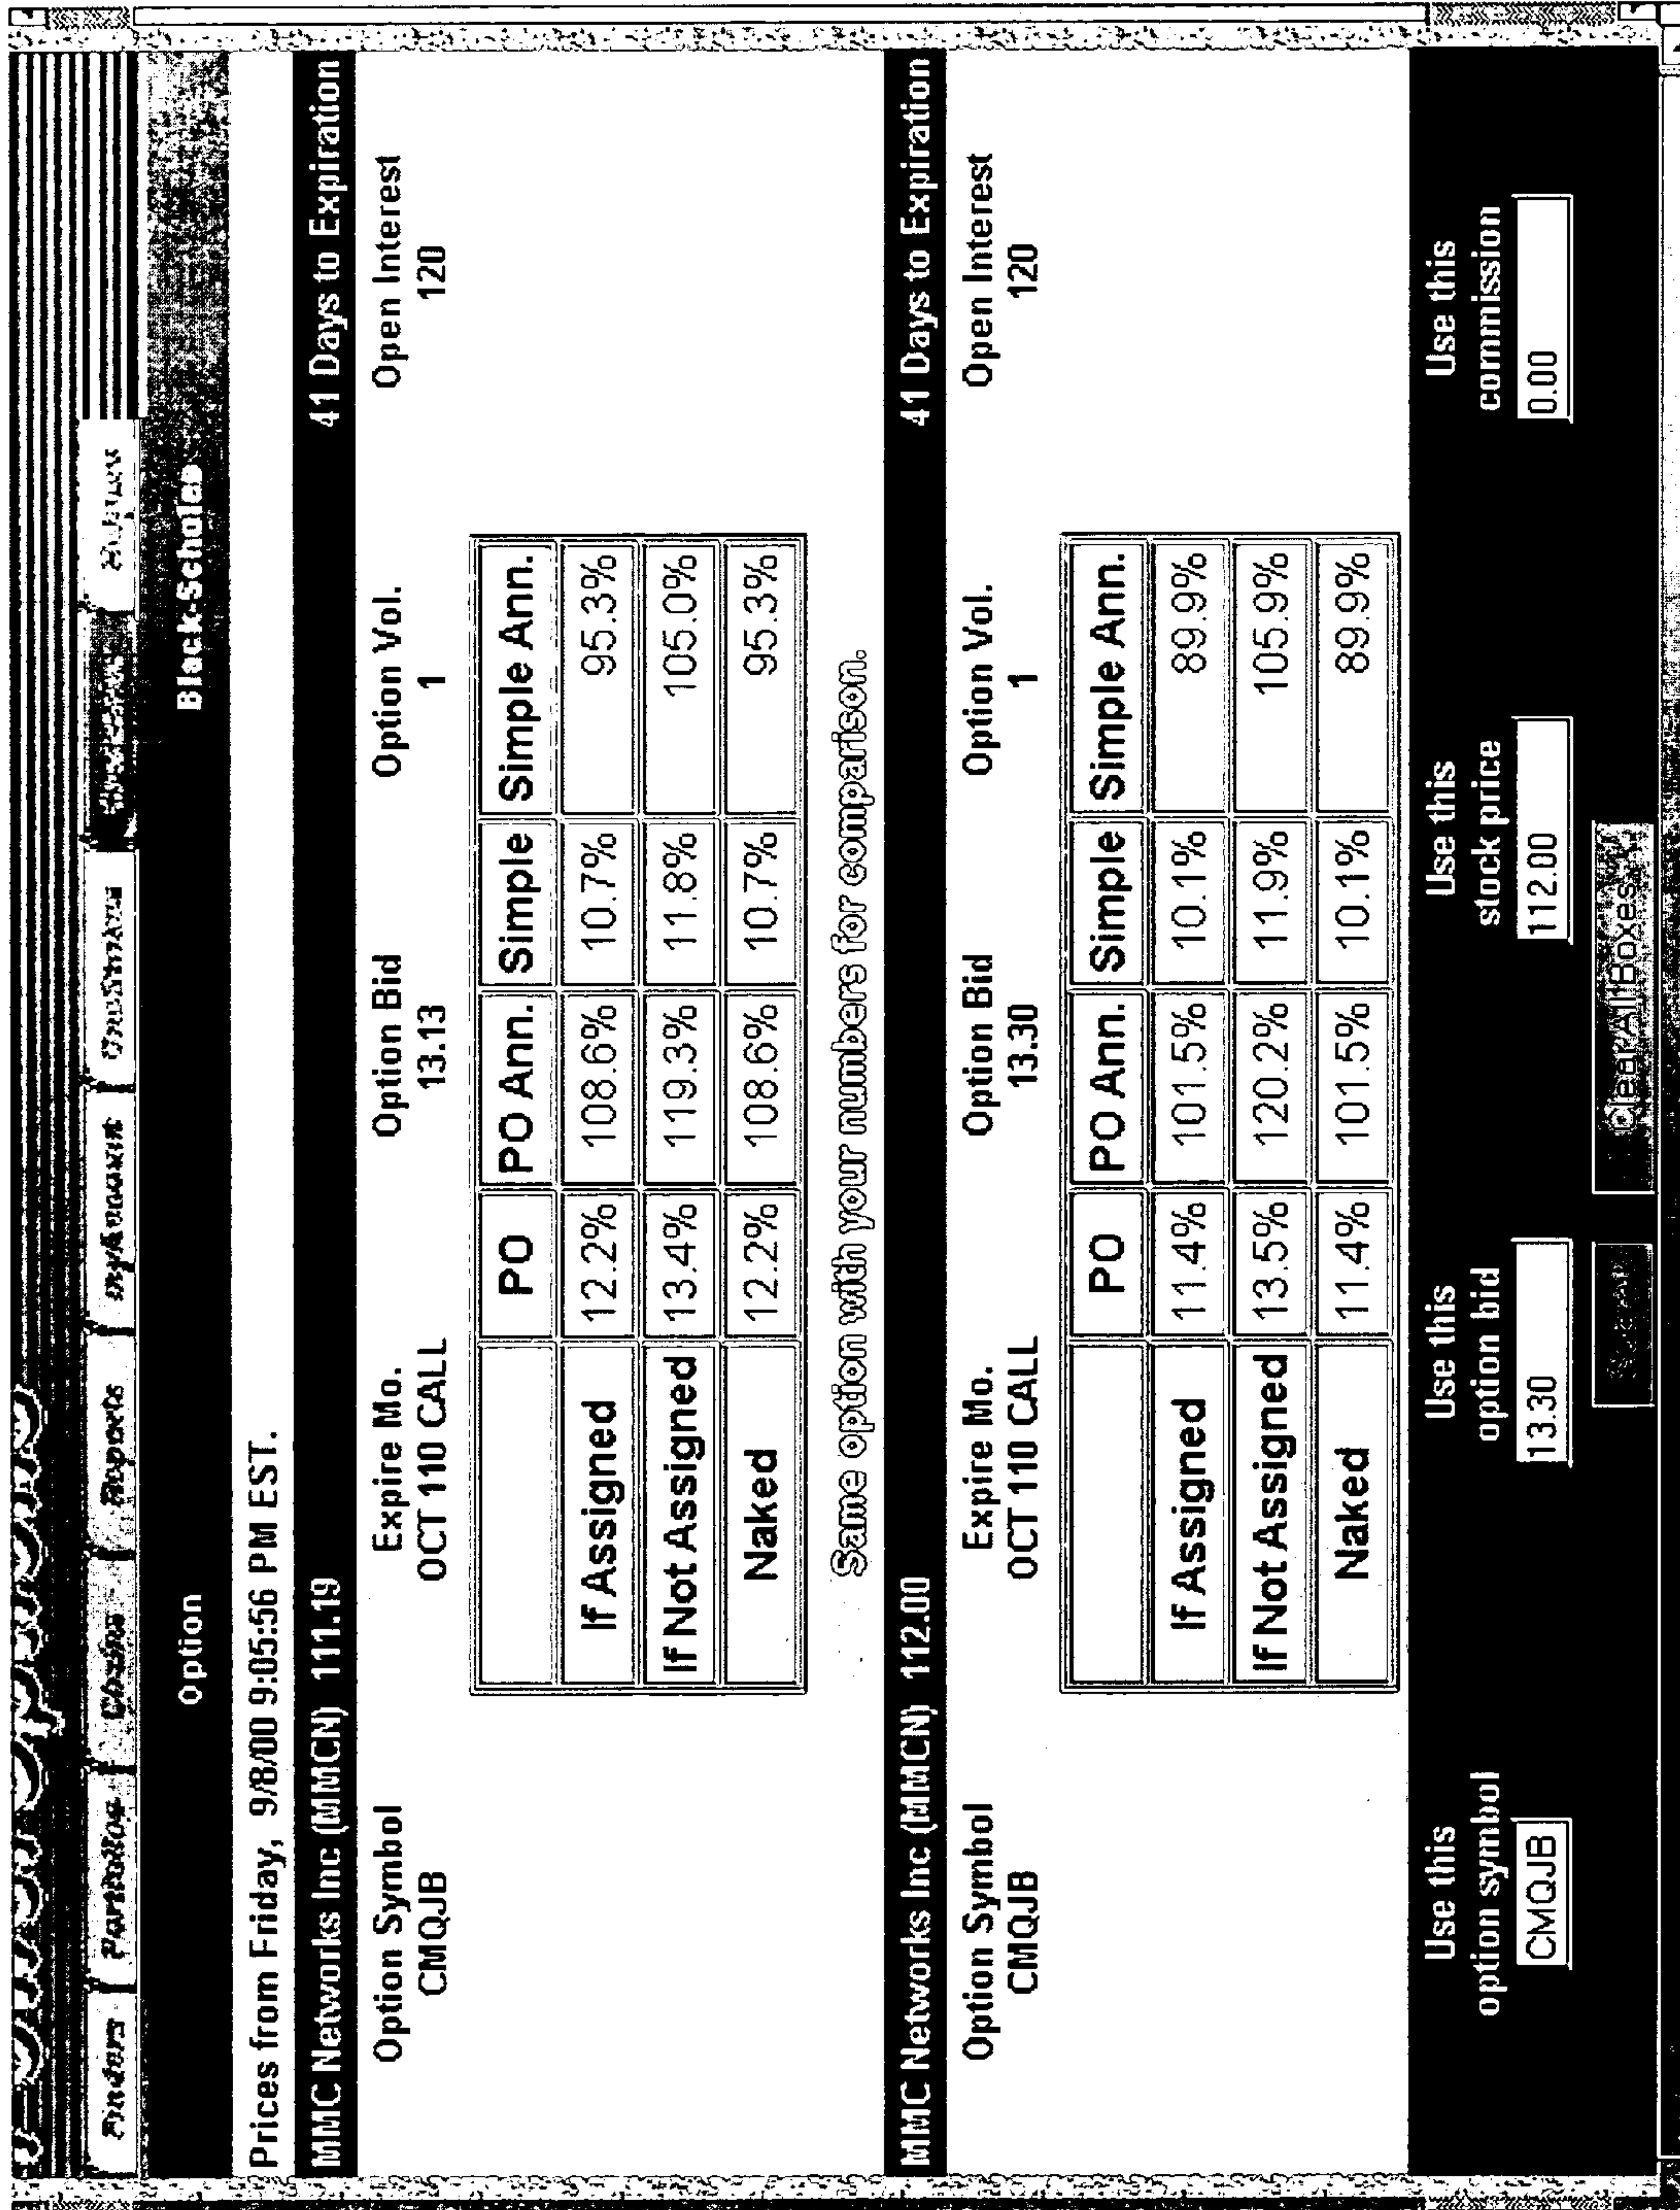 Finders Portfolios Reports myAccount OneStrike
Option Black-Scholes
Prices from Friday, 9/8/00 9:05:56 PM EST.
MMC Networks Inc (MMCN) 111.19 41 Days to Expiration
Option Symbol Expire Mo. Option Bid Option Vol. Open Interest
CMQJB OCT 110 CALL 13.13 1 120
PO PO Ann. Simple Simple Ann.
If Assigned 12.2% 108.6% 10.7% 95.3%
If Not Assigned 13.4% 119.3% 11.8% 105.0%
Naked 12.2% 108.6% 10.7% 95.3%
Same option with your numbers for comparison.
MMC Networks Inc (MMCN) 112.00 41 Days to Expiration
Option Symbol Expire Mo. Option Bid Option Vol. Open Interest
CMQJB OCT 110 CALL 13.30 1 120
PO PO Ann. Simple Simple Ann.
If Assigned 11.4% 101.5% 10.1% 89.9%
If Not Assigned 13.5% 120.2% 11.9% 105.9%
Naked 11.4% 101.5% 10.1% 89.9%
Use this Use this Use this Use this
option symbol option bid stock price commission
CMQJB 13.30 112.00 0.00
Clear All Boxes